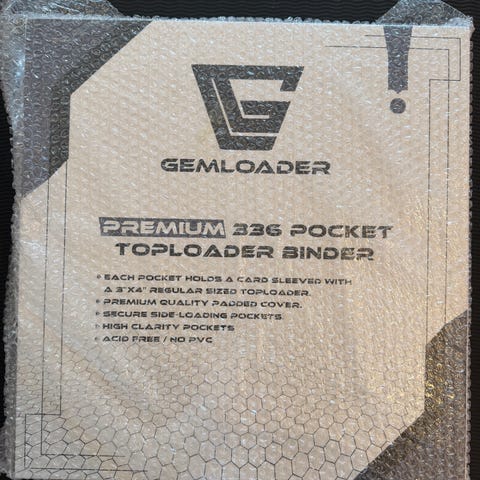 GEMLOADER
PREMIUM 336 POCKET
TOPLOADER BINDER
EACH POCKET HOLDS A CARD SLEEVED WITH
A 3"X4" REGULAR SIZED TOPLOADER.
PREMIUM QUALITY PADDED COVER.
SECURE SIDE-LOADING POCKETS.
HIGH CLARITY POCKETS
ACID FREE / NO PVC